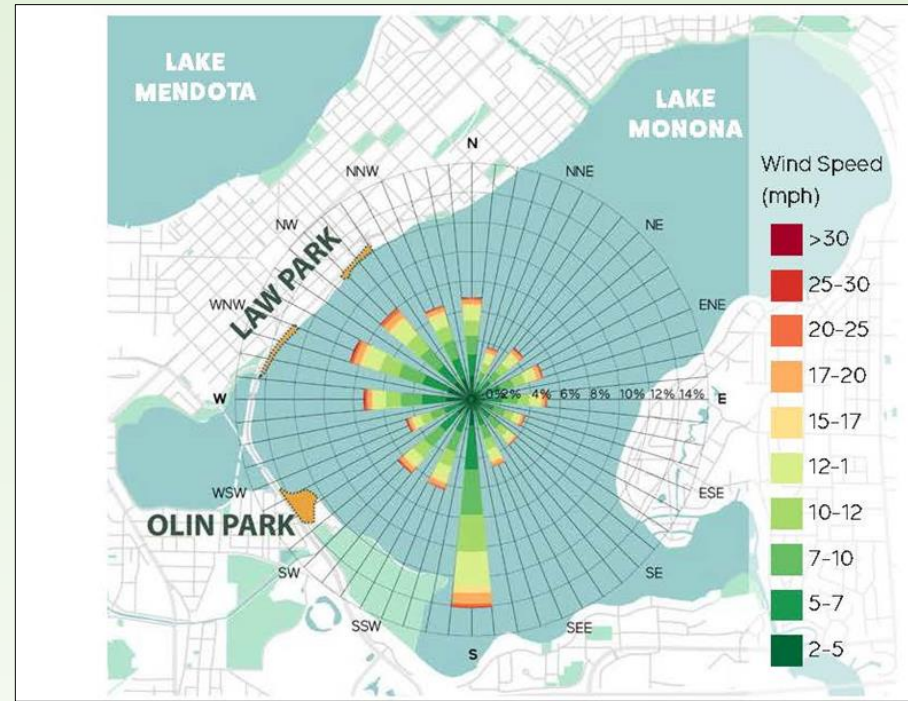 LAKE
MENDOTA
LAKE
MONONA
N
NNW
NNE
NW
NE
LAW PARK
WNW
ENE
W
-0% 2% 4% 6% 8% 10% 12% 14%
E
WSW
ESE
OLIN PARK
SW
SE
SSW
SEE
S
Wind Speed
(mph)
>30
25-30
20-25
17-20
15-17
12-1
10-12
7-10
5-7
2-5